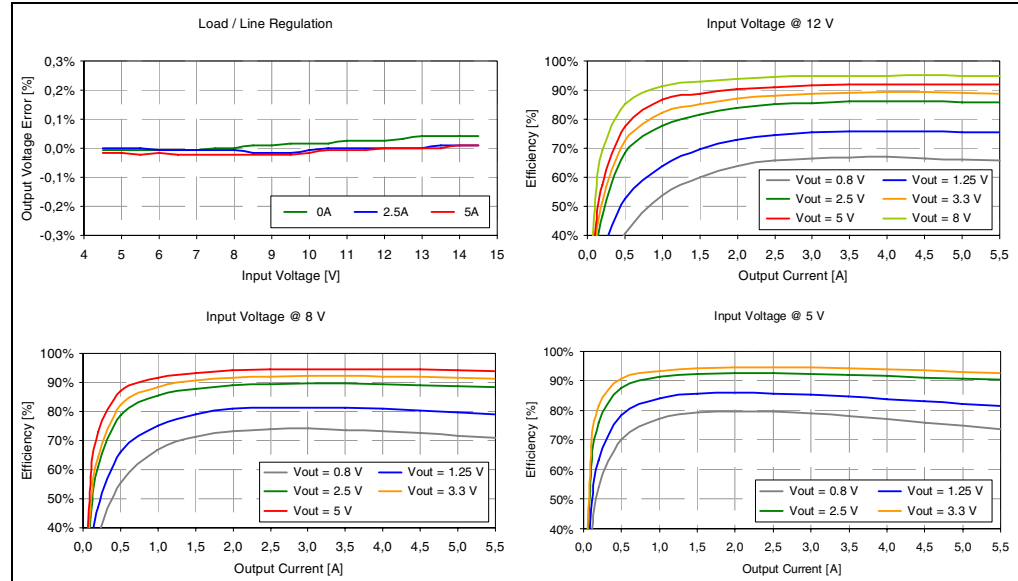 Load / Line Regulation
Output Voltage Error [%]
0,3%
0,2%
0,1%
0,0%
-0,1%
-0,2%
-0,3%
0A 2.5A 5A
4 5 6 7 8 9 10 11 12 13 14 15
Input Voltage [V]
Input Voltage @ 12 V
Efficiency [%]
100%
90%
80%
70%
60%
50%
40%
Vout = 0.8 V Vout = 1.25 V
Vout = 2.5 V Vout = 3.3 V
Vout = 5 V Vout = 8 V
0,0 0,5 1,0 1,5 2,0 2,5 3,0 3,5 4,0 4,5 5,0 5,5
Output Current [A]
Input Voltage @ 8 V
Efficiency [%]
100%
90%
80%
70%
60%
50%
40%
Vout = 0.8 V Vout = 1.25 V
Vout = 2.5 V Vout = 3.3 V
Vout = 5 V
0,0 0,5 1,0 1,5 2,0 2,5 3,0 3,5 4,0 4,5 5,0 5,5
Output Current [A]
Input Voltage @ 5 V
Efficiency [%]
100%
90%
80%
70%
60%
50%
40%
Vout = 0.8 V Vout = 1.25 V
Vout = 2.5 V Vout = 3.3 V
0,0 0,5 1,0 1,5 2,0 2,5 3,0 3,5 4,0 4,5 5,0 5,5
Output Current [A]